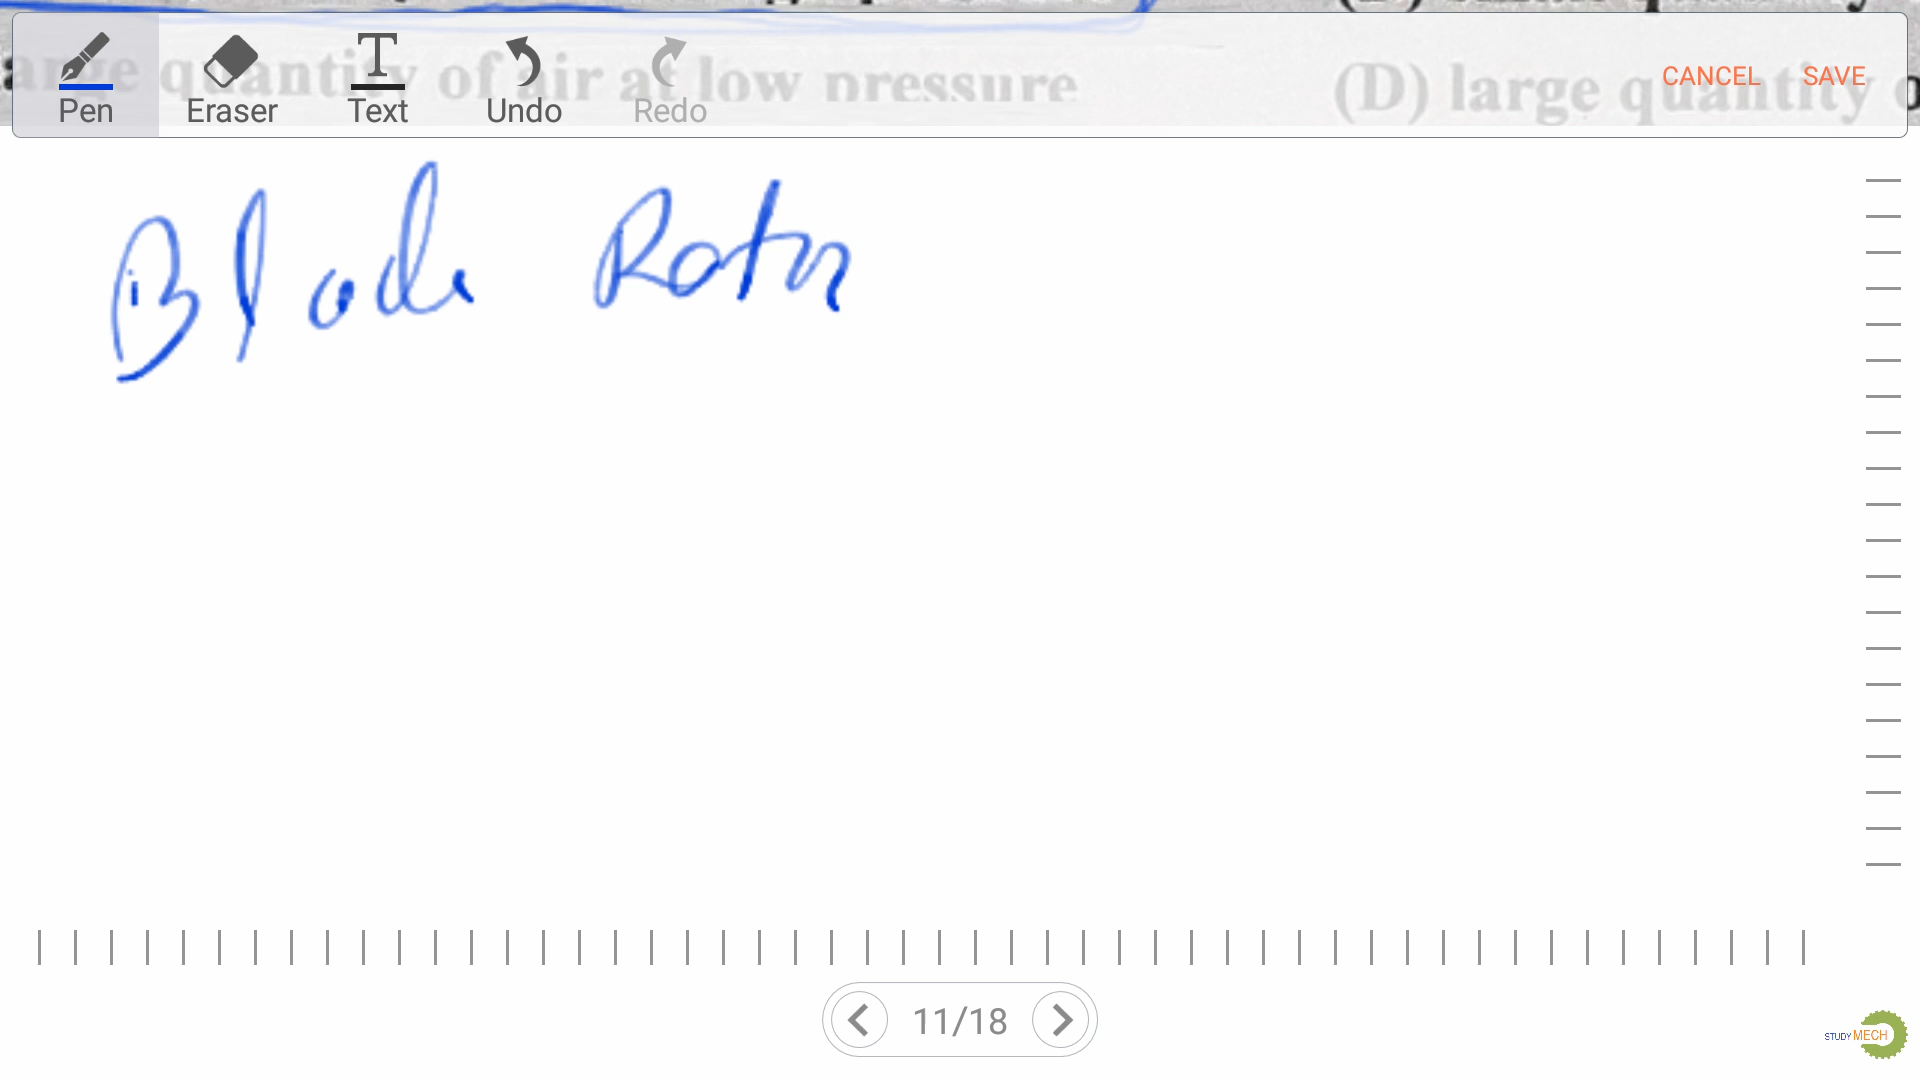 large quantity of air at low pressure
(D) large quantity o
CANCEL SAVE
Pen Eraser Text Undo Redo
Blade
11/18
STUDY MECH